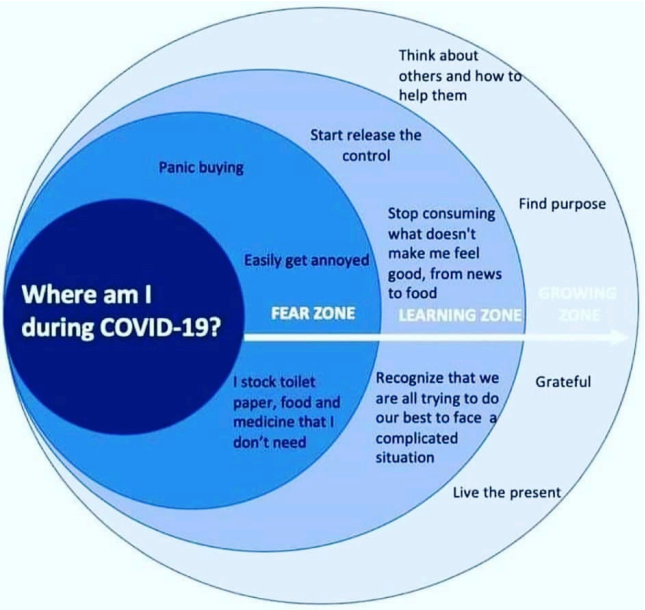 Think about
others and how to
help them
Start release the
control
Panic buying
Find purpose
Stop consuming
what doesn't
make me feel
good, from news
to food
Easily get annoyed
Where am I
during COVID-19?
FEAR ZONE
LEARNING ZONE
GROWING
ZONE
I stock toilet
paper, food and
medicine that I
don't need
Recognize that we
are all trying to do
our best to face a
complicated
situation
Grateful
Live the present